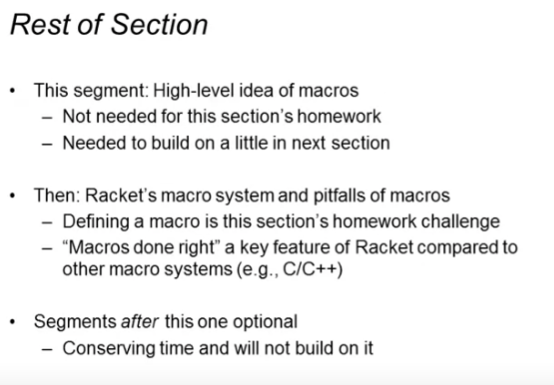 Rest of Section
• This segment: High-level idea of macros
– Not needed for this section's homework
– Needed to build on a little in next section
• Then: Racket's macro system and pitfalls of macros
– Defining a macro is this section's homework challenge
– "Macros done right" a key feature of Racket compared to
other macro systems (e.g., C/C++)
• Segments after this one optional
– Conserving time and will not build on it